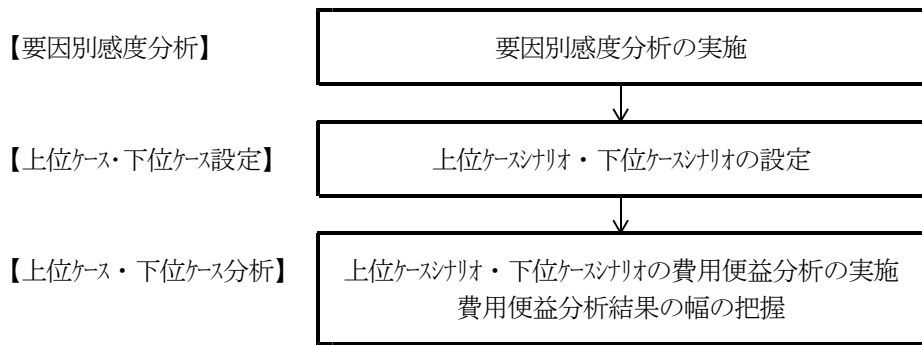 【要因別感度分析】
要因別感度分析の実施
【上位ｹｰｽ・下位ｹｰｽ設定】
上位ｹｰｽｼﾅﾘｵ・下位ｹｰｽｼﾅﾘｵの設定
【上位ｹｰｽ・下位ｹｰｽ分析】
上位ｹｰｽｼﾅﾘｵ・下位ｹｰｽｼﾅﾘｵの費用便益分析の実施
費用便益分析結果の幅の把握